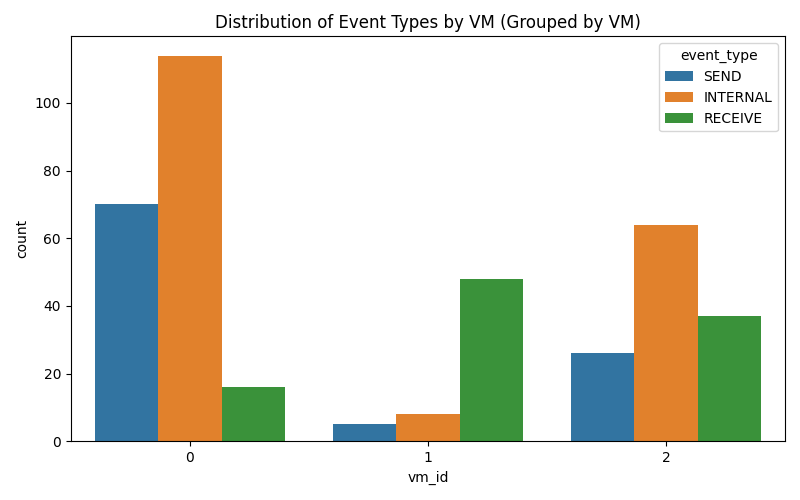 Distribution of Event Types by VM (Grouped by VM)
event_type
SEND
INTERNAL
RECEIVE
count
100
80
60
40
20
0
0 1 2
vm_id